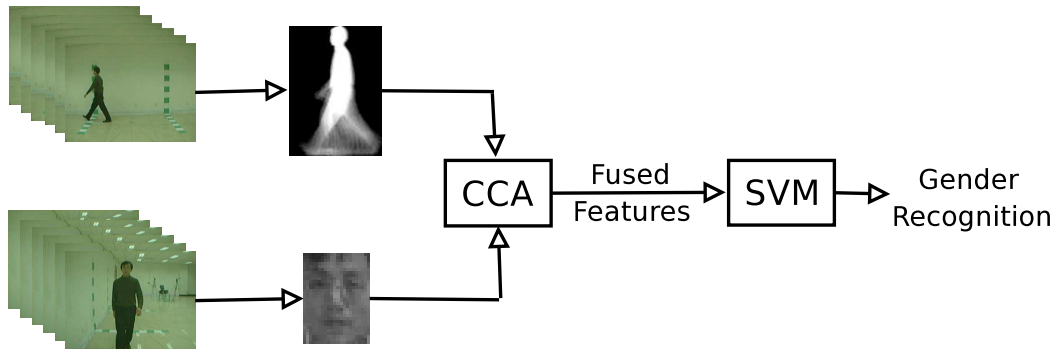 CCA
Fused
Features
SVM
Gender
Recognition